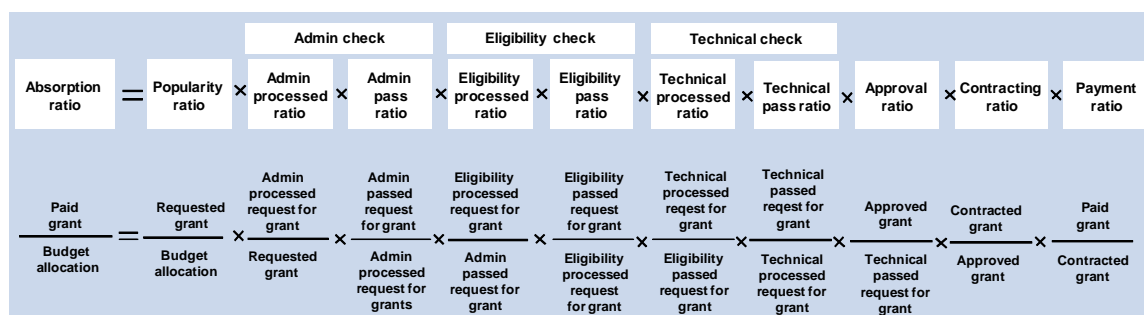 Admin check
Eligibility check
Technical check
Absorption
ratio
=
Popularity
ratio
×
Admin
processed
ratio
×
Admin
pass ratio
×
Eligibility
processed
ratio
×
Eligibility
pass ratio
×
Technical
processed
ratio
×
Technical
pass ratio
×
Approval
ratio
×
Contracting
ratio
×
Payment
ratio
Paid
grant
Budget
allocation
=
Requested
grant
Budget
allocation
×
Admin
processed
request for
grant
Requested
grant
×
Admin
passed
request
for grant
Admin
processed
request for
grants
×
Eligibility
processed
request for
grant
Admin
passed
request for
grant
×
Eligibility
passed
request for
grant
Eligibility
processed
request
for grant
×
Technical
processed
reqest for
grant
Eligibility
passed
request for
grant
×
Technical
passed
reqest for
grant
Technical
processed
request for
grant
×
Approved
grant
Technical
passed
request for
grant
×
Contracted
grant
Approved
grant
×
Paid
grant
Contracted
grant